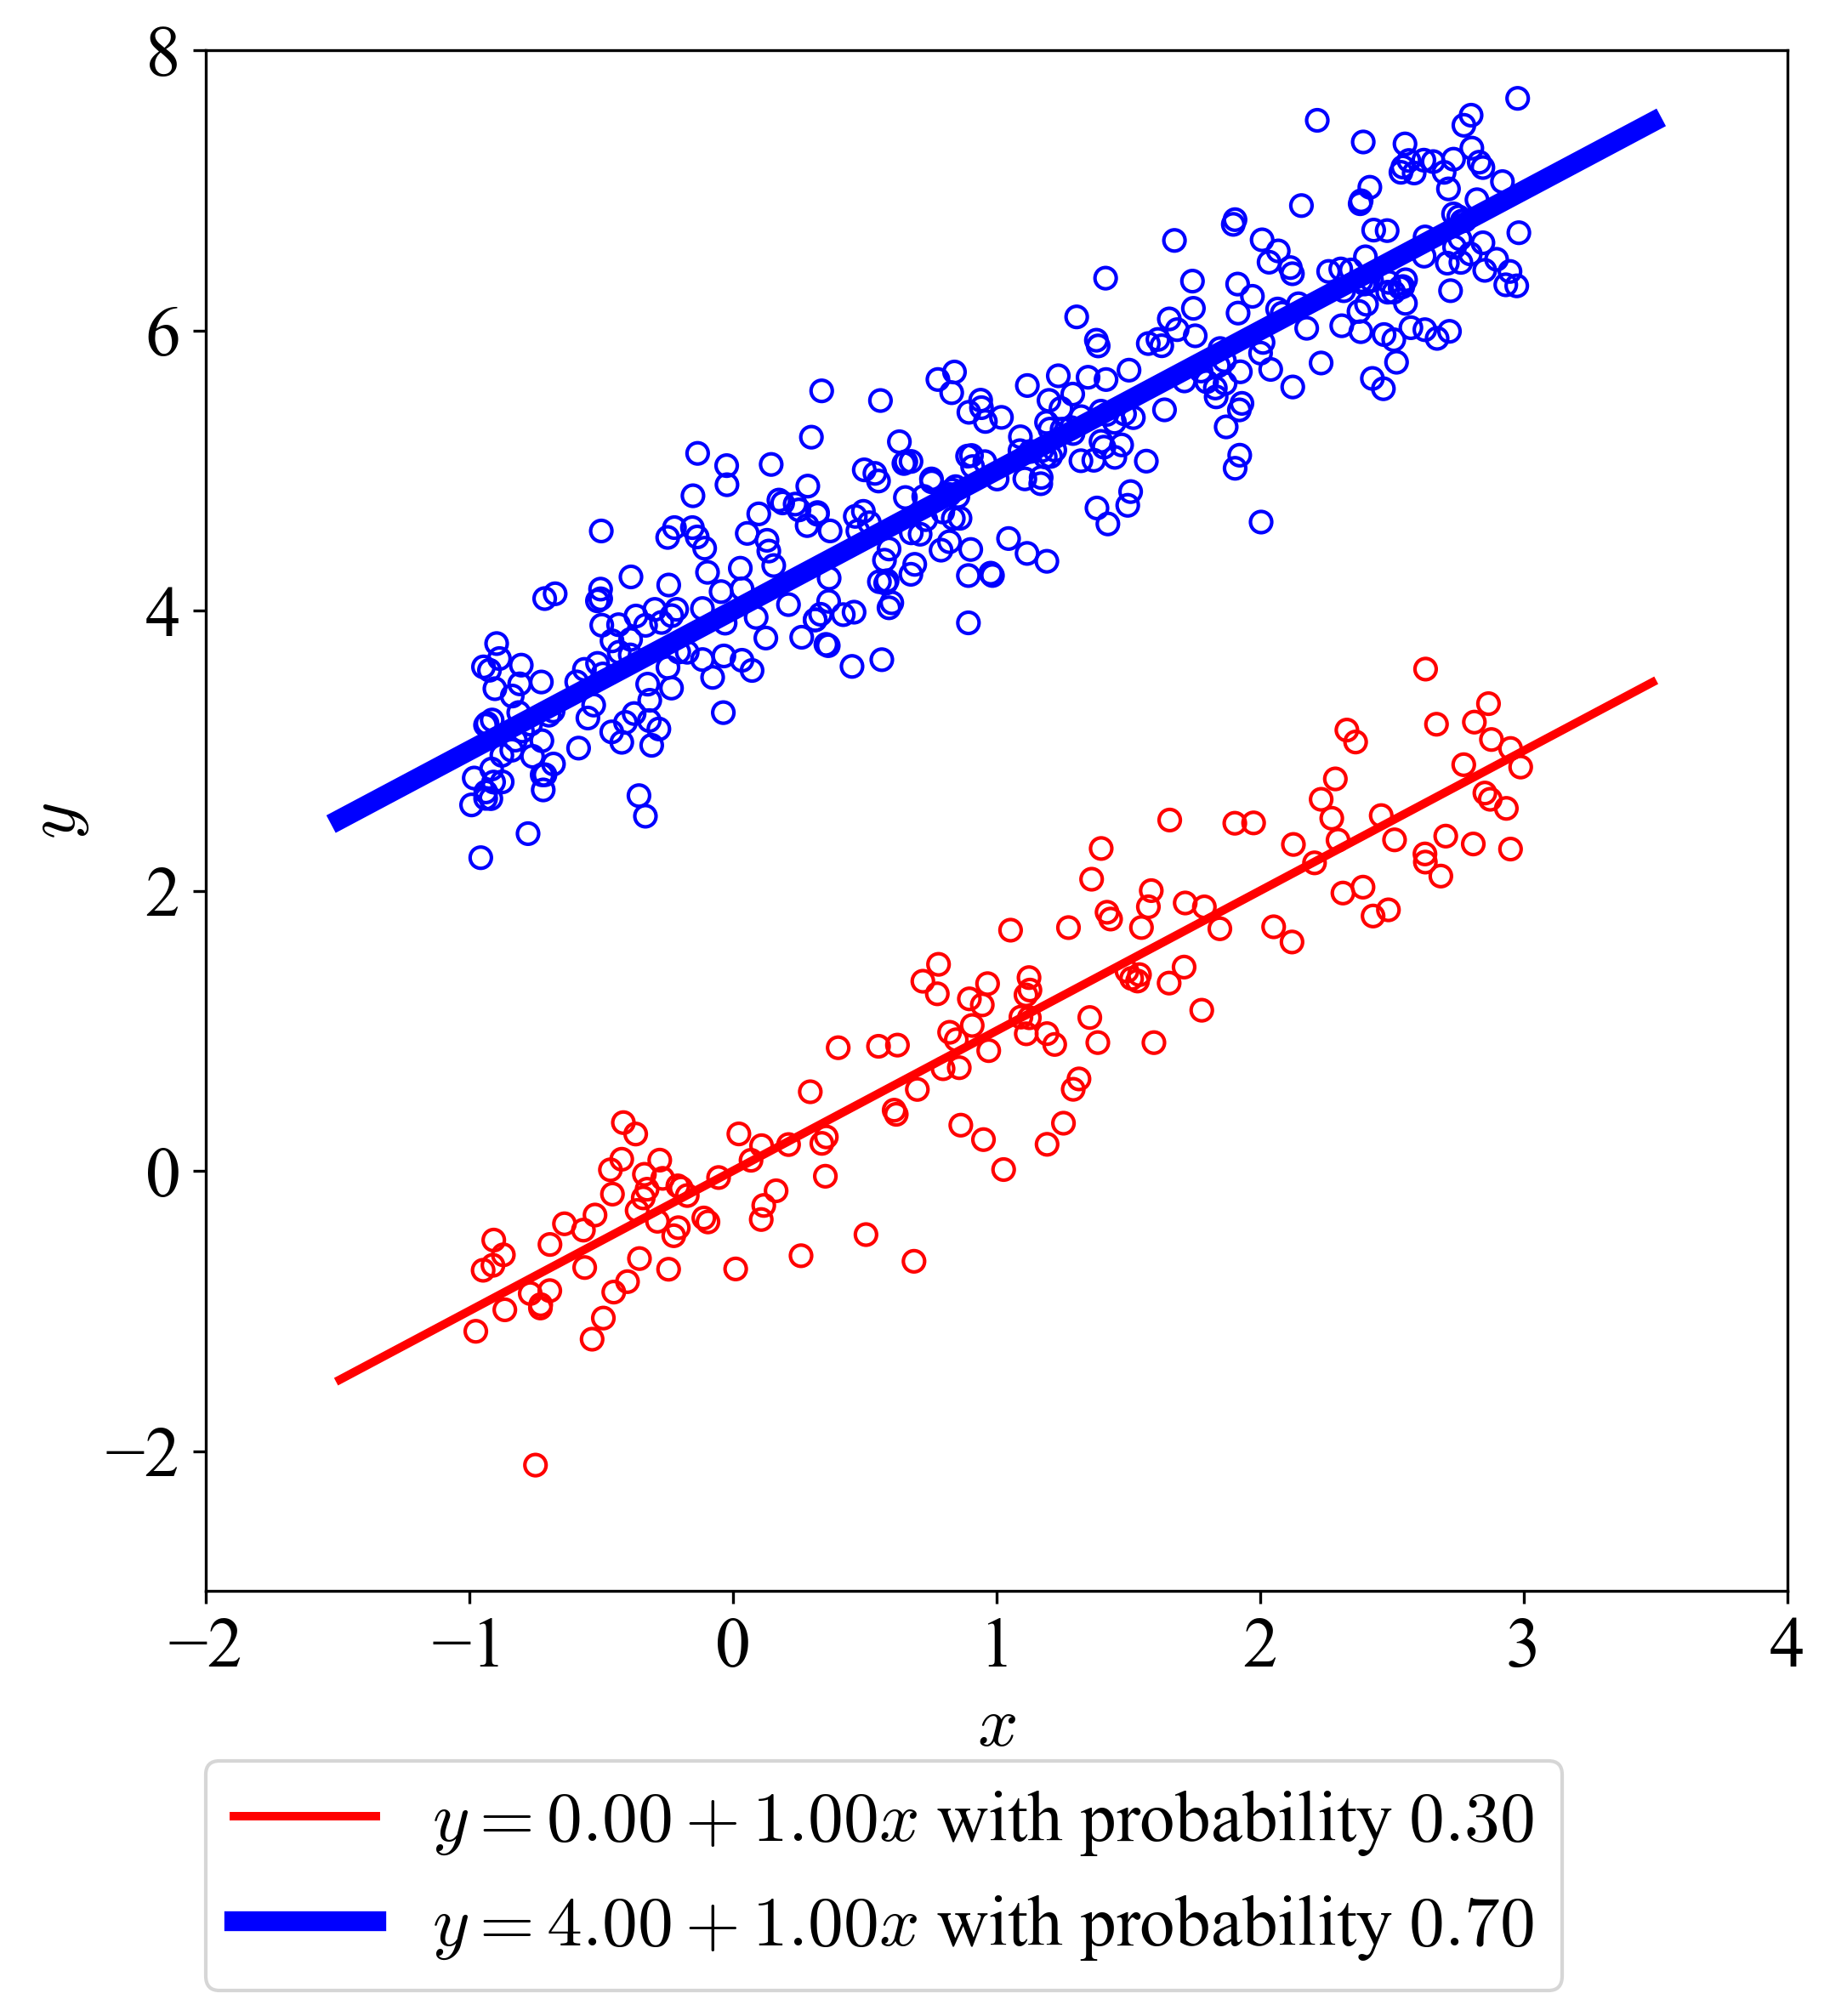 8
6
4
2
0
−2
y
−2 −1 0 1 2 3 4
x
y = 0.00 + 1.00x with probability 0.30
y = 4.00 + 1.00x with probability 0.70